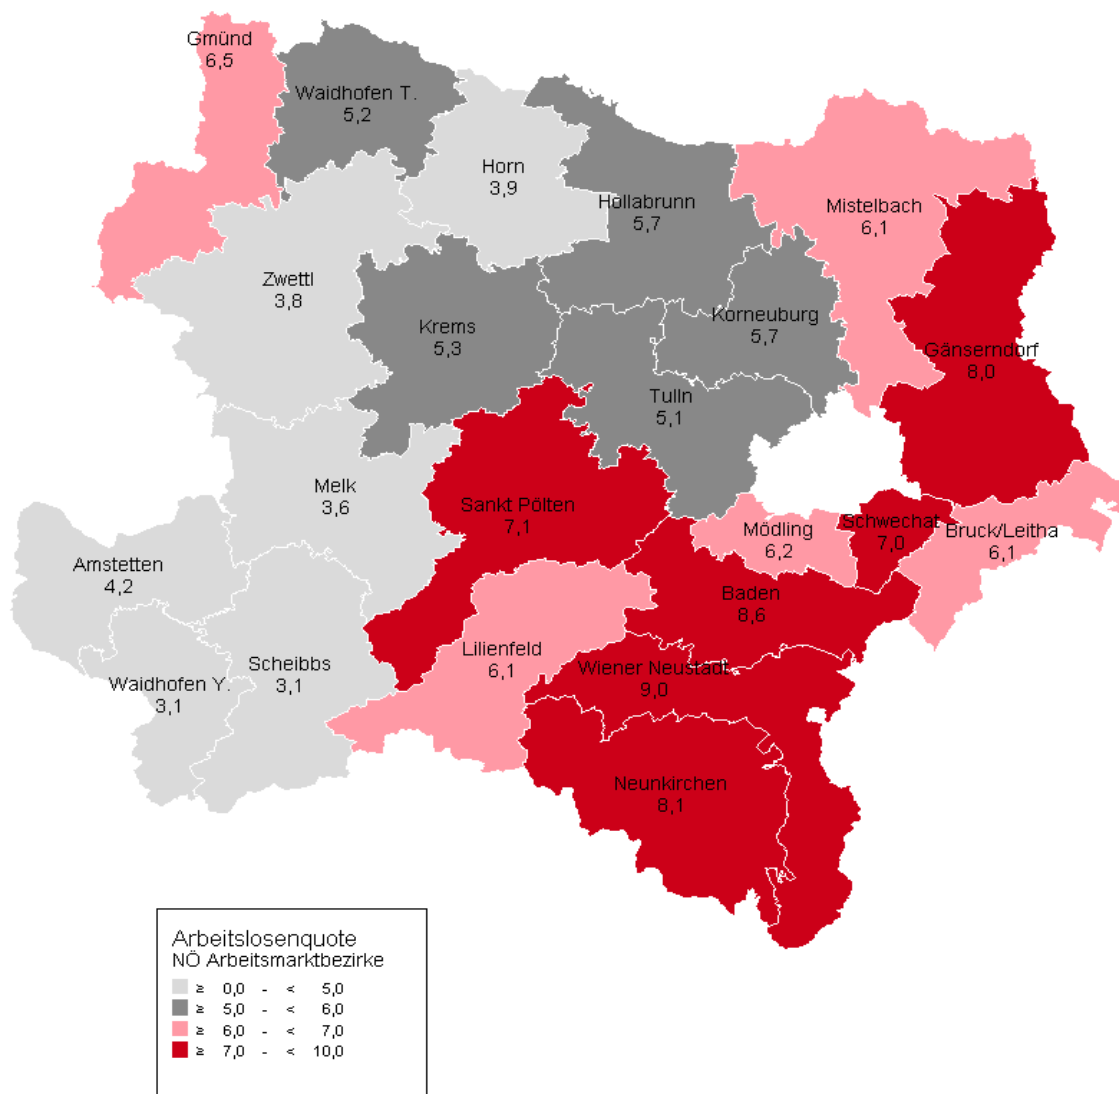 Gmünd
6,5
Waidhofen T.
5,2
Horn
3,9
Hollabrunn
5,7
Mistelbach
6,1
Zwettl
3,8
Krems
5,3
Korneuburg
5,7
Gänserndorf
8,0
Tulln
5,1
Melk
3,6
Sankt Pölten
7,1
Mödling
6,2
Schwechat
7,0
Bruck/Leitha
6,1
Amstetten
4,2
Baden
8,6
Lilienfeld
6,1
Scheibbs
3,1
Waidhofen Y.
3,1
Wiener Neustadt
9,0
Neunkirchen
8,1
Arbeitslosenquote
NÖ Arbeitsmarktbezirke
≥ 0,0 - < 5,0
≥ 5,0 - < 6,0
≥ 6,0 - < 7,0
≥ 7,0 - < 10,0